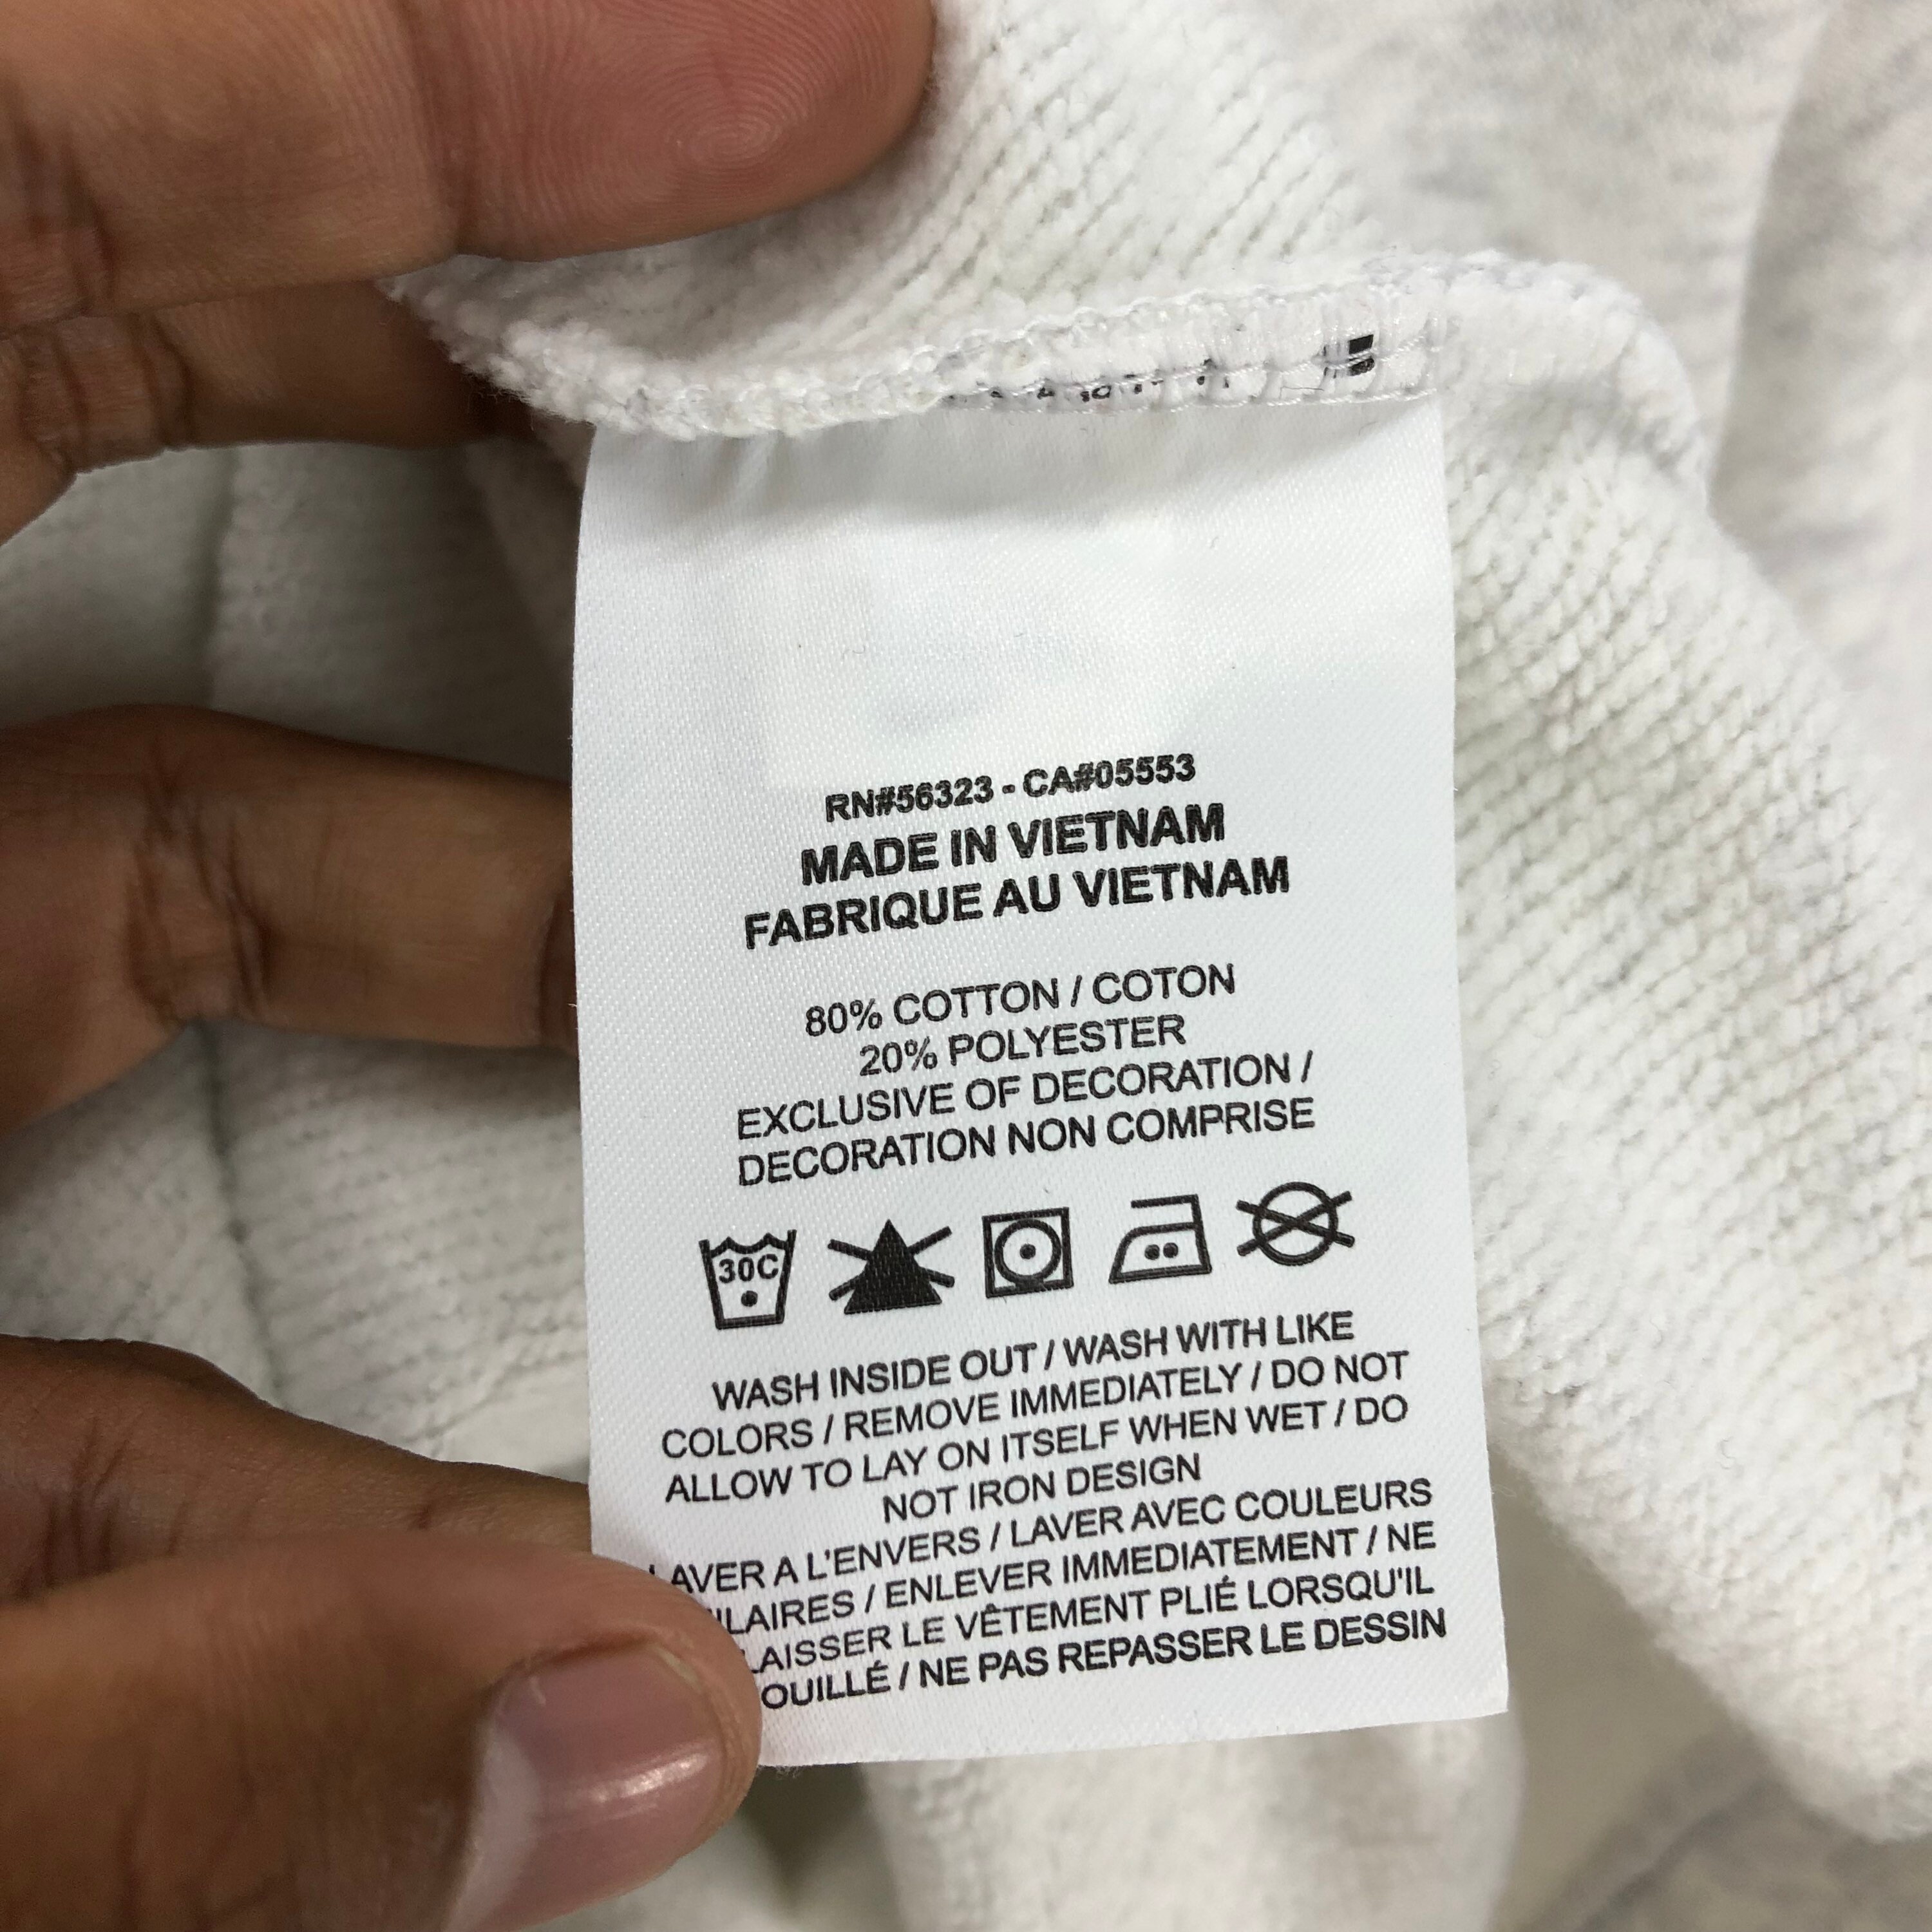 RN#56323 - CA#05553
MADE IN VIETNAM
FABRIQUE AU VIETNAM
80% COTTON / COTON
20% POLYESTER
EXCLUSIVE OF DECORATION /
DECORATION NON COMPRISE
30C
WASH INSIDE OUT / WASH WITH LIKE
COLORS / REMOVE IMMEDIATELY / DO NOT
ALLOW TO LAY ON ITSELF WHEN WET / DO
NOT IRON DESIGN
LAVER A L'ENVERS / LAVER AVEC COULEURS
/ ENLEVER IMMEDIATEMENT / NE
LAISSER LE VÊTEMENT PLIÉ LORSQU'IL
/ NE PAS REPASSER LE DESSIN